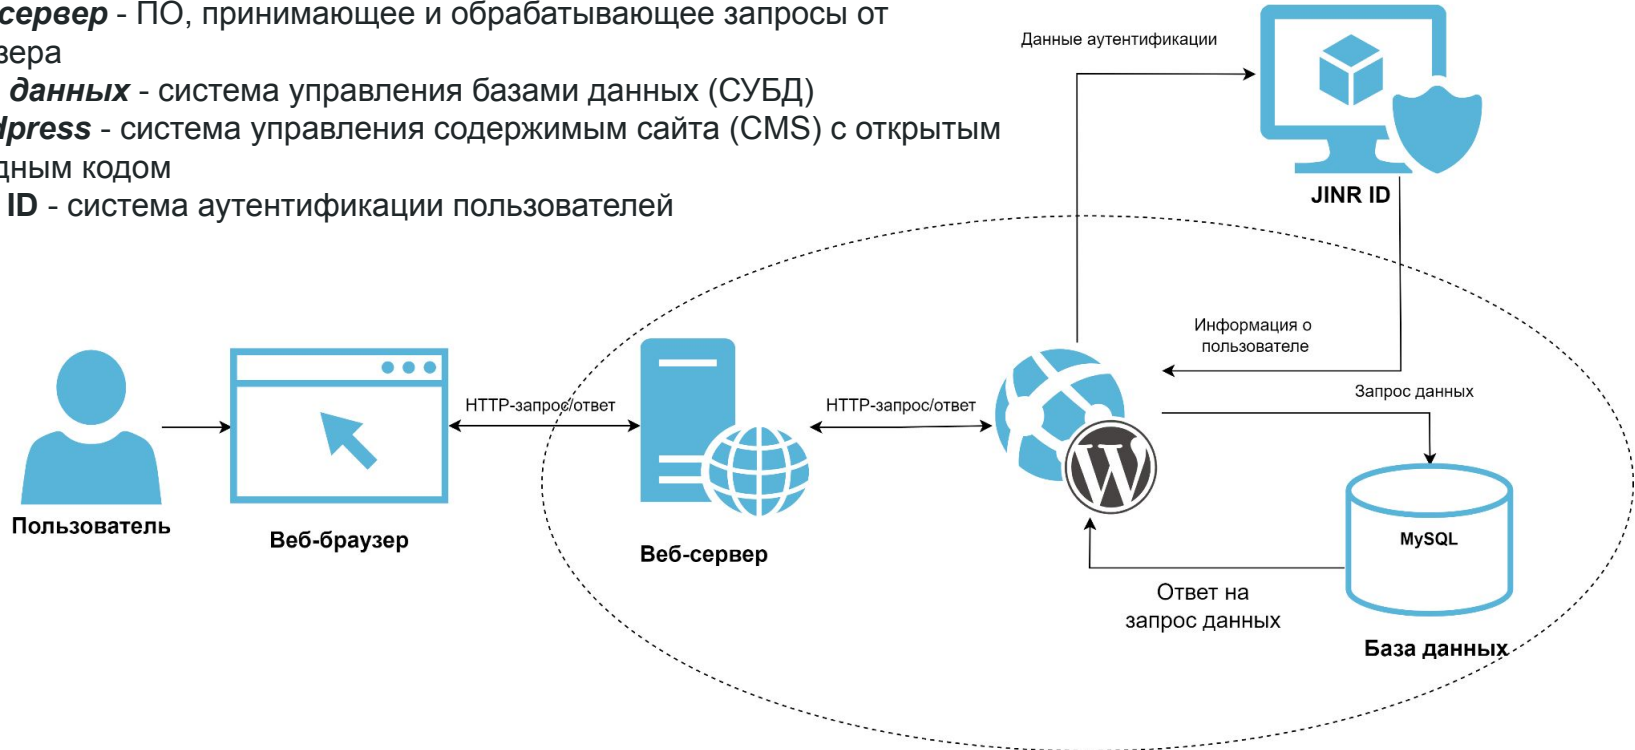 сервер - ПО, принимающее и обрабатывающее запросы от
зера
данных - система управления базами данных (СУБД)
dpress - система управления содержимым сайта (CMS) с открытым
дным кодом
ID - система аутентификации пользователей
Данные аутентификации
JINR ID
Информация о
пользователе
Запрос данных
HTTP-запрос/ответ
HTTP-запрос/ответ
Пользователь
Веб-браузер
Веб-сервер
MySQL
Ответ на
запрос данных
База данных